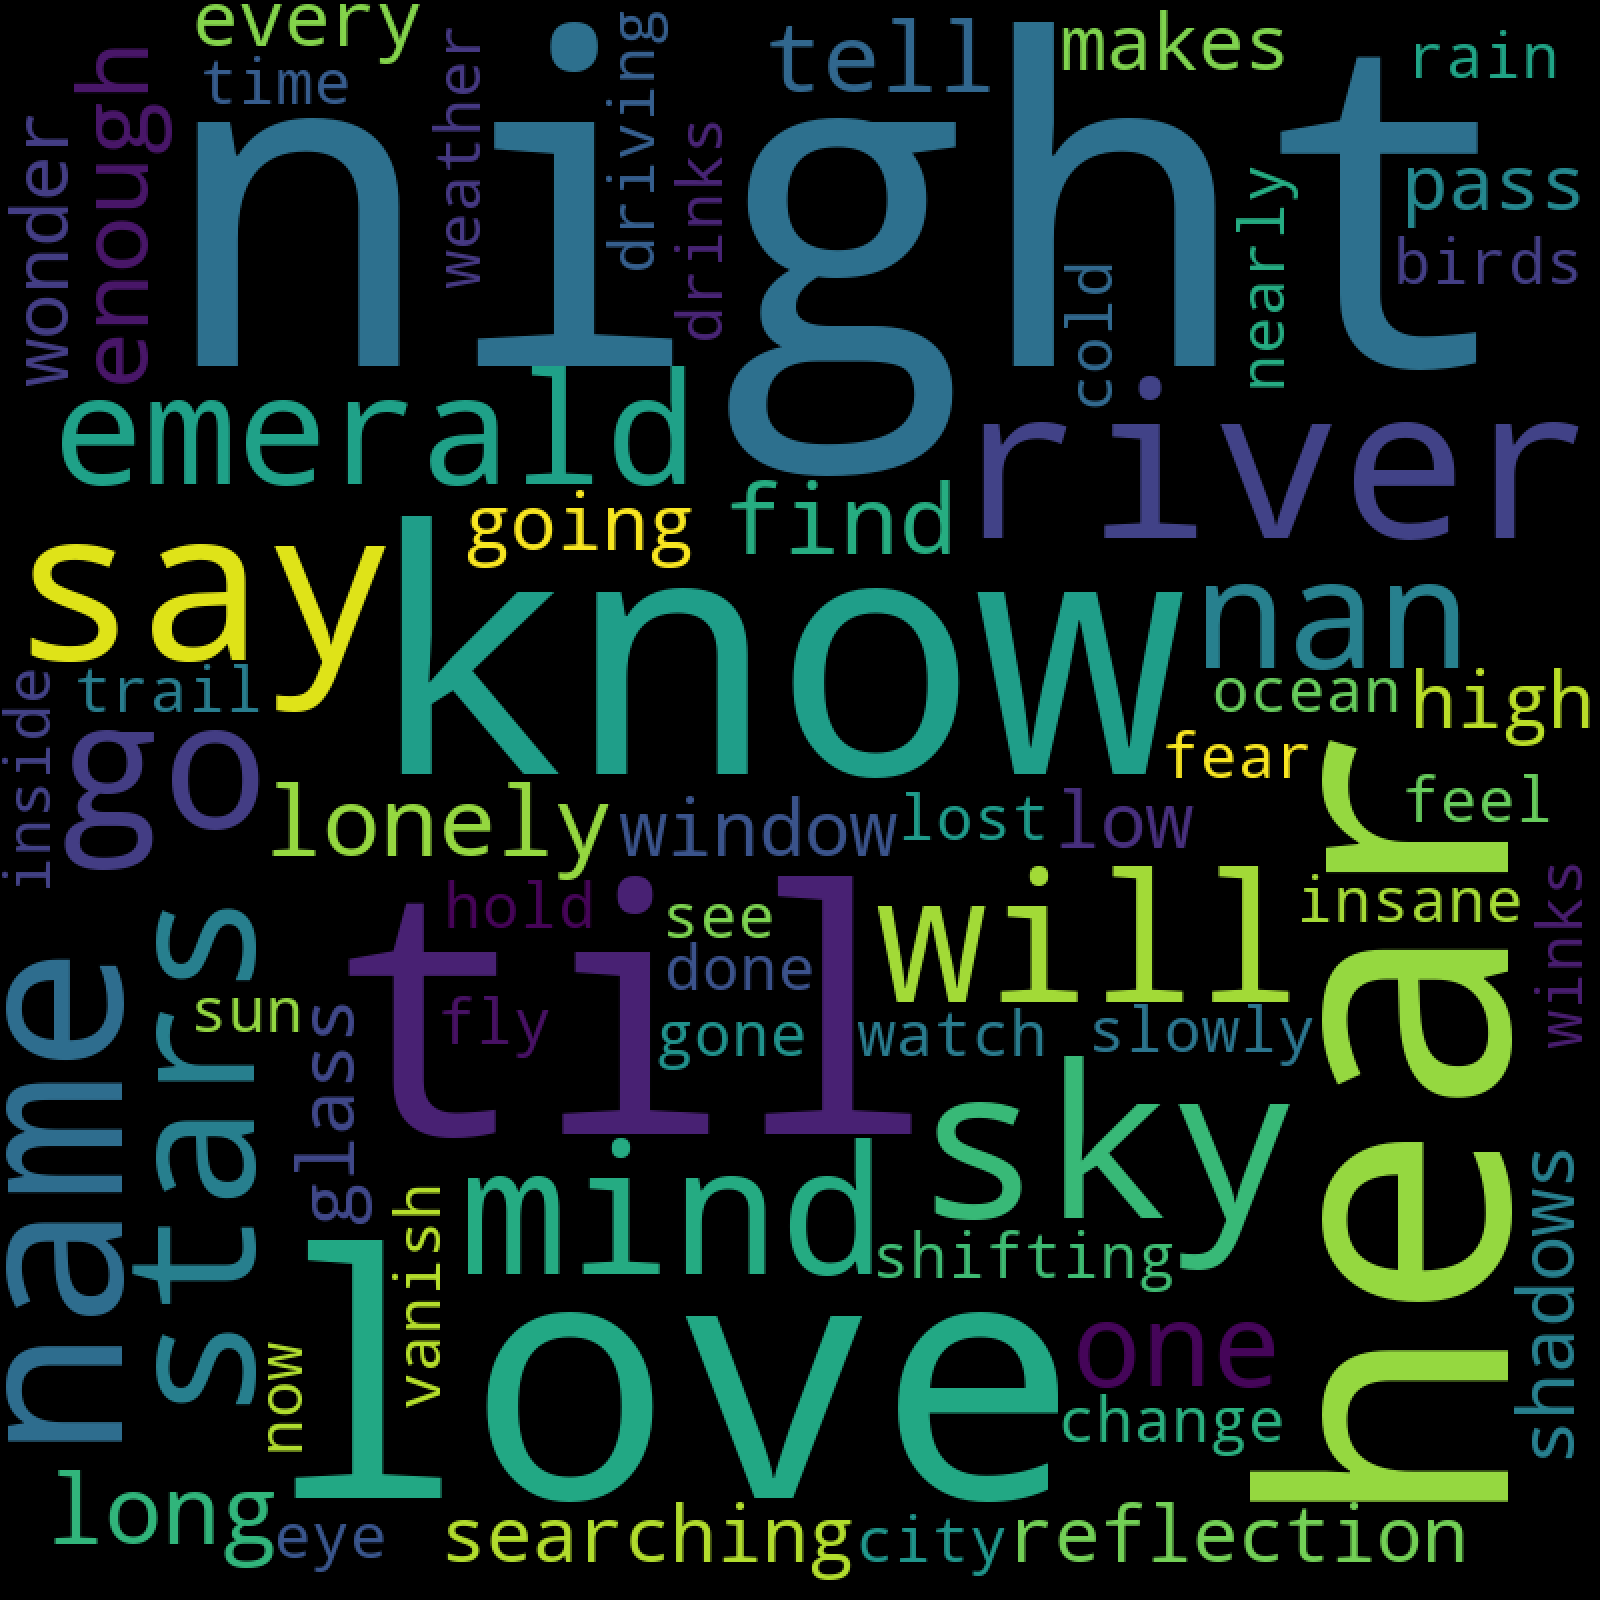 every
time
tell
makes
rain
night
wonder
enough
weather
driving
drinks
nearly
pass
birds
cold
emerald
river
going
find
say
know
nan
trail
ocean
high
inside
go
fear
lonely
window
lost
low
feel
hear
hold
til
see
will
insane
winks
name
stars
sun
done
fly
gone
watch
slowly
glass
sky
mind
vanish
shifting
shadows
love
one
now
change
long
eye
searching
city
reflection